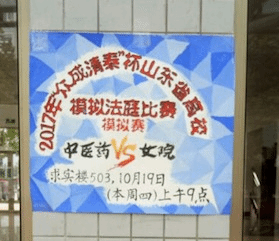 2017年"众成清泰"杯山东省高校
模拟法庭比赛
模拟赛
中医药VS女院
求实楼503,10月19日
(本周四)上午9点